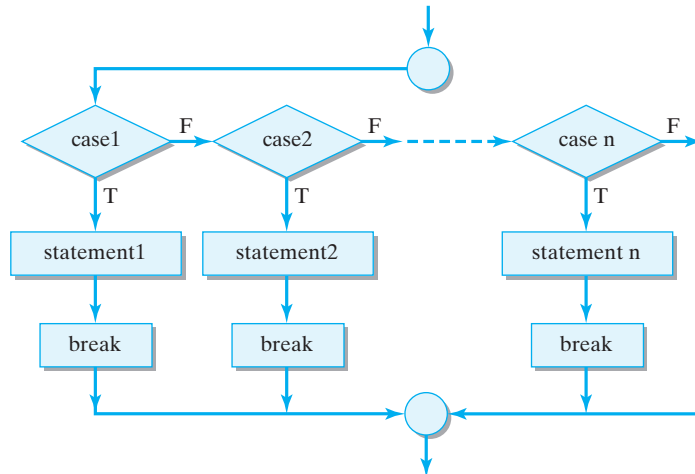 case1
F
case2
F
case n
F
T
T
T
statement1
statement2
statement n
break
break
break